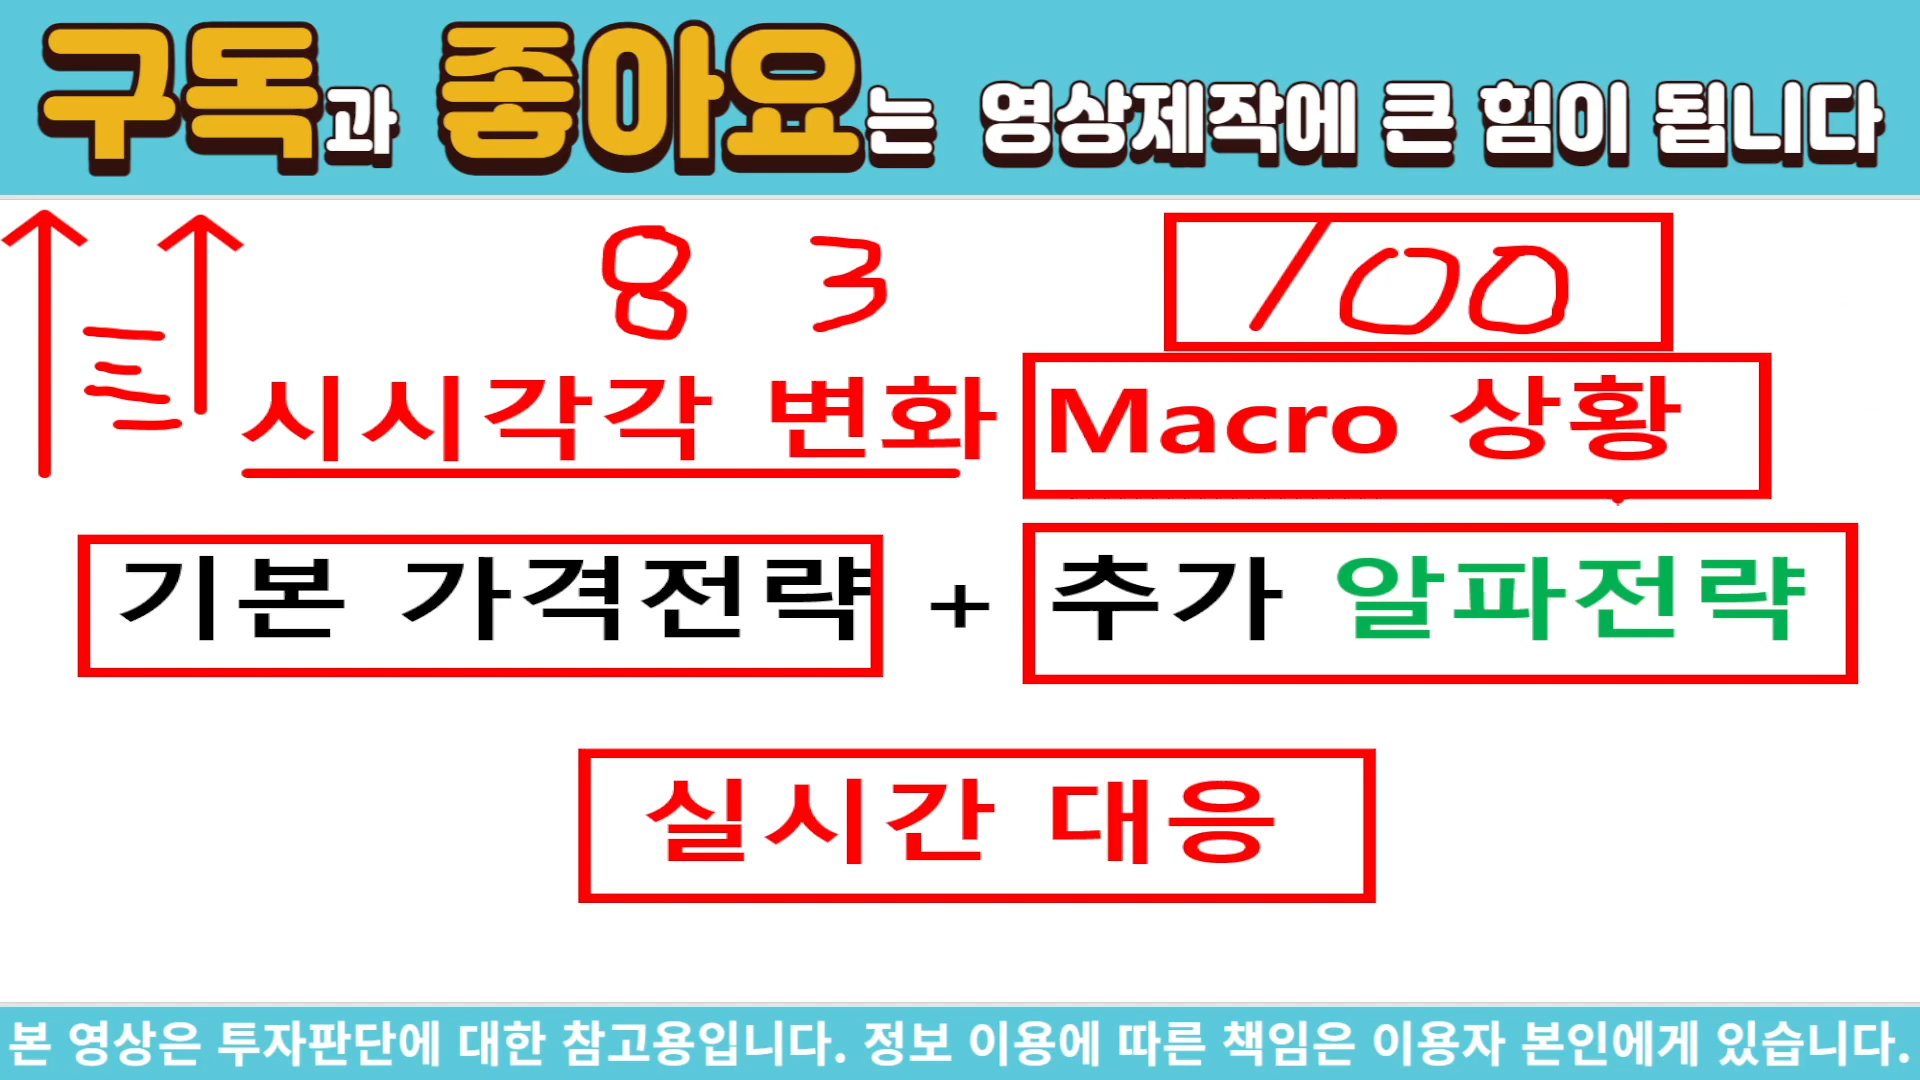 구독과 좋아요는 영상제작에 큰 힘이 됩니다
8 3 100
시시각각 변화 Macro 상황
기본 가격전략 + 추가 알파전략
실시간 대응
본 영상은 투자판단에 대한 참고용입니다. 정보 이용에 따른 책임은 이용자 본인에게 있습니다.